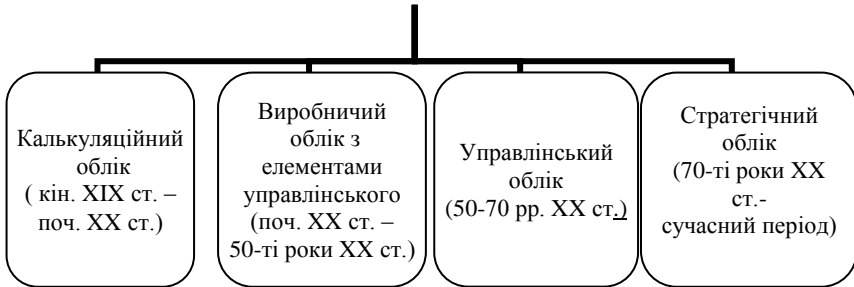 Калькуляційний
облік
( кін. XIX ст. –
поч. XX ст.)
Виробничий
облік з
елементами
управлінського
(поч. XX ст. –
50-ті роки XX ст.)
Управлінський
облік
(50-70 рр. XX ст.)
Стратегічний
облік
(70-ті роки XX
ст.-
сучасний період)